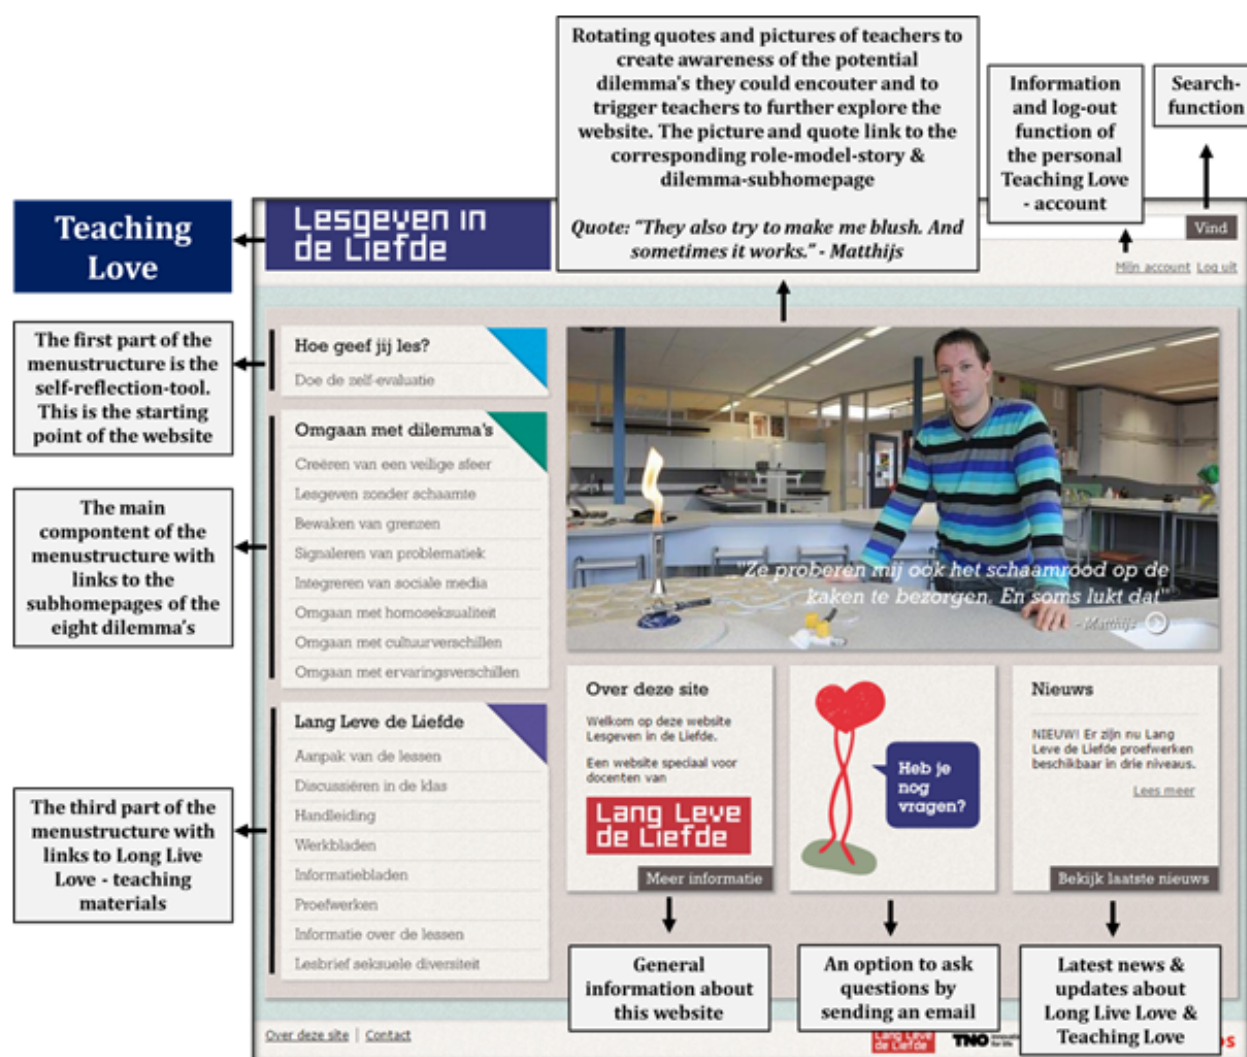 Rotating quotes and pictures of teachers to
create awareness of the potential
dilemma's they could encouter and to
trigger teachers to further explore the
website. The picture and quote link to the
corresponding role-model-story &
dilemma-subhomepage
Quote: "They also try to make me blush. And
sometimes it works." - Matthijs
Information
and log-out
function of
the personal
Teaching Love
- account
Search-
function
Teaching
Love
Lesgeven in
de Liefde
Vind
Mijn account Log uit
The first part of the
menustructure is the
self-reflection-tool.
This is the starting
point of the website
Hoe geef jij les?
Doe de zelf-evaluatie
The main
compontent of the
menustructure with
links to the
subhomepages of the
eight dilemma's
Omgaan met dilemma's
Creëren van een veilige sfeer
Lesgeven zonder schaamte
Bewaken van grenzen
Signaleren van problematiek
Integreren van sociale media
Omgaan met homoseksualiteit
Omgaan met cultuurverschillen
Omgaan met ervaringsverschillen
"Ze proberen mij ook het schaamrood op de
kaken te bezorgen. En soms lukt dat"
- Matthijs
The third part of the
menustructure with
links to Long Live
Love - teaching
materials
Lang Leve de Liefde
Aanpak van de lessen
Discussiëren in de klas
Handleiding
Werkbladen
Informatiebladen
Proefwerken
Informatie over de lessen
Lesbrief seksuele diversiteit
Over deze site
Welkom op deze website
Lesgeven in de Liefde.
Een website speciaal voor
docenten van
Lang Leve
de Liefde
Meer informatie
Heb je
nog
vragen?
Nieuws
NIEUW! Er zijn nu Lang
Leve de Liefde proefwerken
beschikbaar in drie niveaus.
Lees meer
Bekijk laatste nieuws
General
information about
this website
An option to ask
questions by
sending an email
Latest news &
updates about
Long Live Love &
Teaching Love
Over deze site | Contact
Lang Leve
de Liefde
TNO
for life